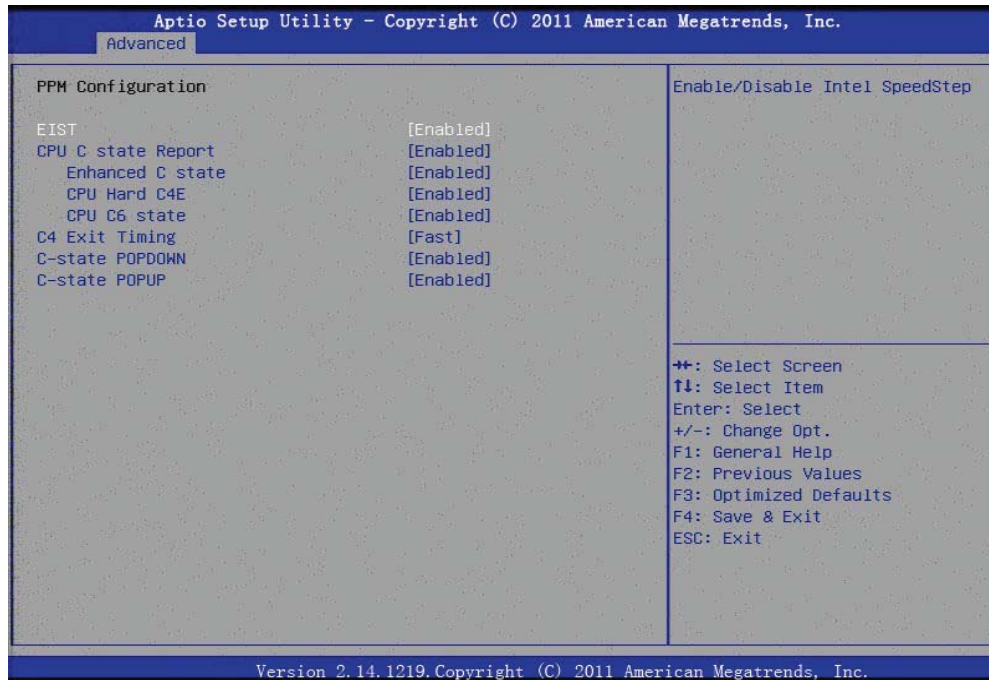 Aptio Setup Utility - Copyright (C) 2011 American Megatrends, Inc.
Advanced
PPM Configuration
EIST [Enabled]
CPU C state Report [Enabled]
Enhanced C state [Enabled]
CPU Hard C4E [Enabled]
CPU C6 state [Enabled]
C4 Exit Timing [Fast]
C-state POPDOWN [Enabled]
C-state POPUP [Enabled]
Enable/Disable Intel SpeedStep
→←: Select Screen
↑↓: Select Item
Enter: Select
+/-: Change Opt.
F1: General Help
F2: Previous Values
F3: Optimized Defaults
F4: Save & Exit
ESC: Exit
Version 2.14.1219.Copyright (C) 2011 American Megatrends, Inc.